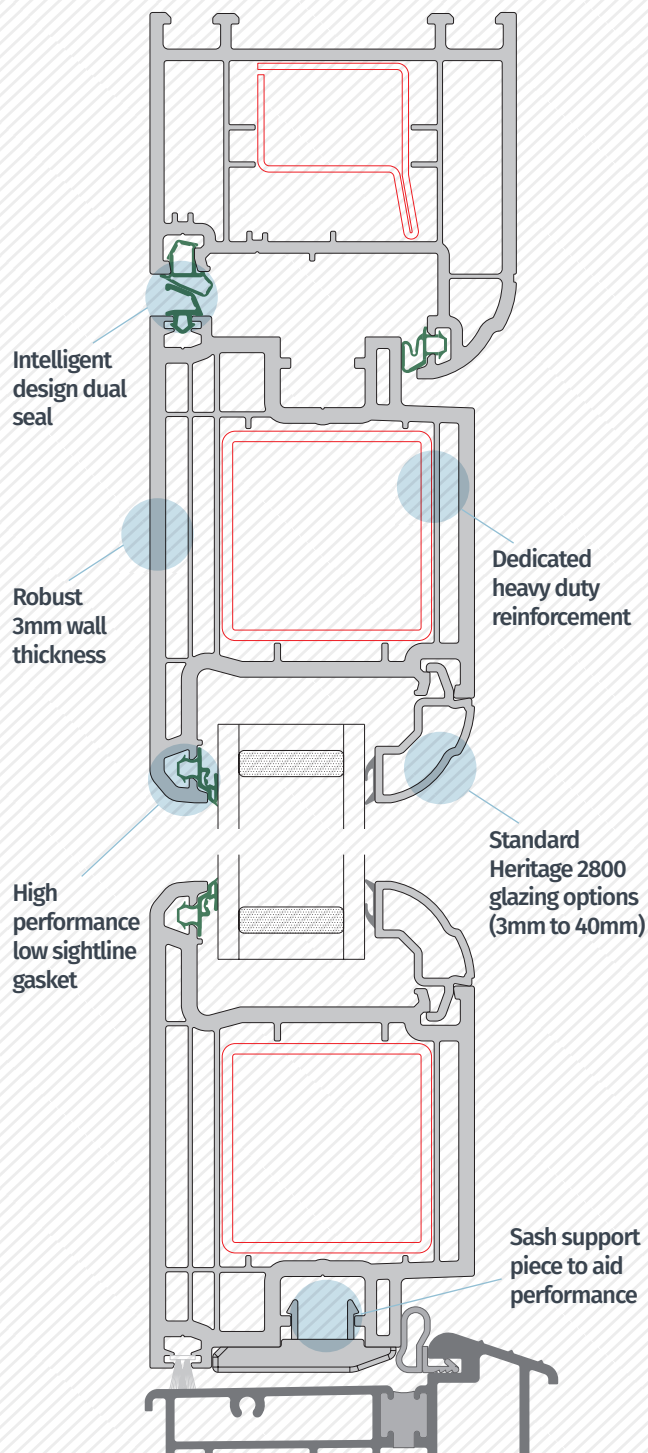 Intelligent
design dual
seal
Robust
3mm wall
thickness
Dedicated
heavy duty
reinforcement
Standard
Heritage 2800
glazing options
(3mm to 40mm)
High
performance
low sightline
gasket
Sash support
piece to aid
performance